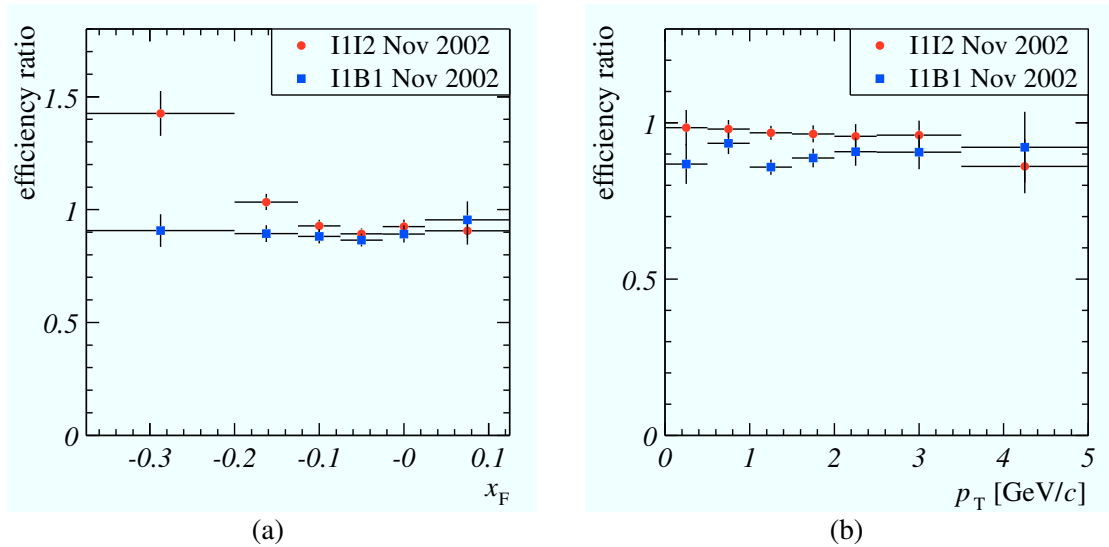 efficiency ratio
I1I2 Nov 2002
I1B1 Nov 2002
1.5
1
0.5
0
-0.3 -0.2 -0.1 -0 0.1
x_F
(a)
efficiency ratio
I1I2 Nov 2002
I1B1 Nov 2002
1
0.5
0
0 1 2 3 4 5
p_T [GeV/c]
(b)